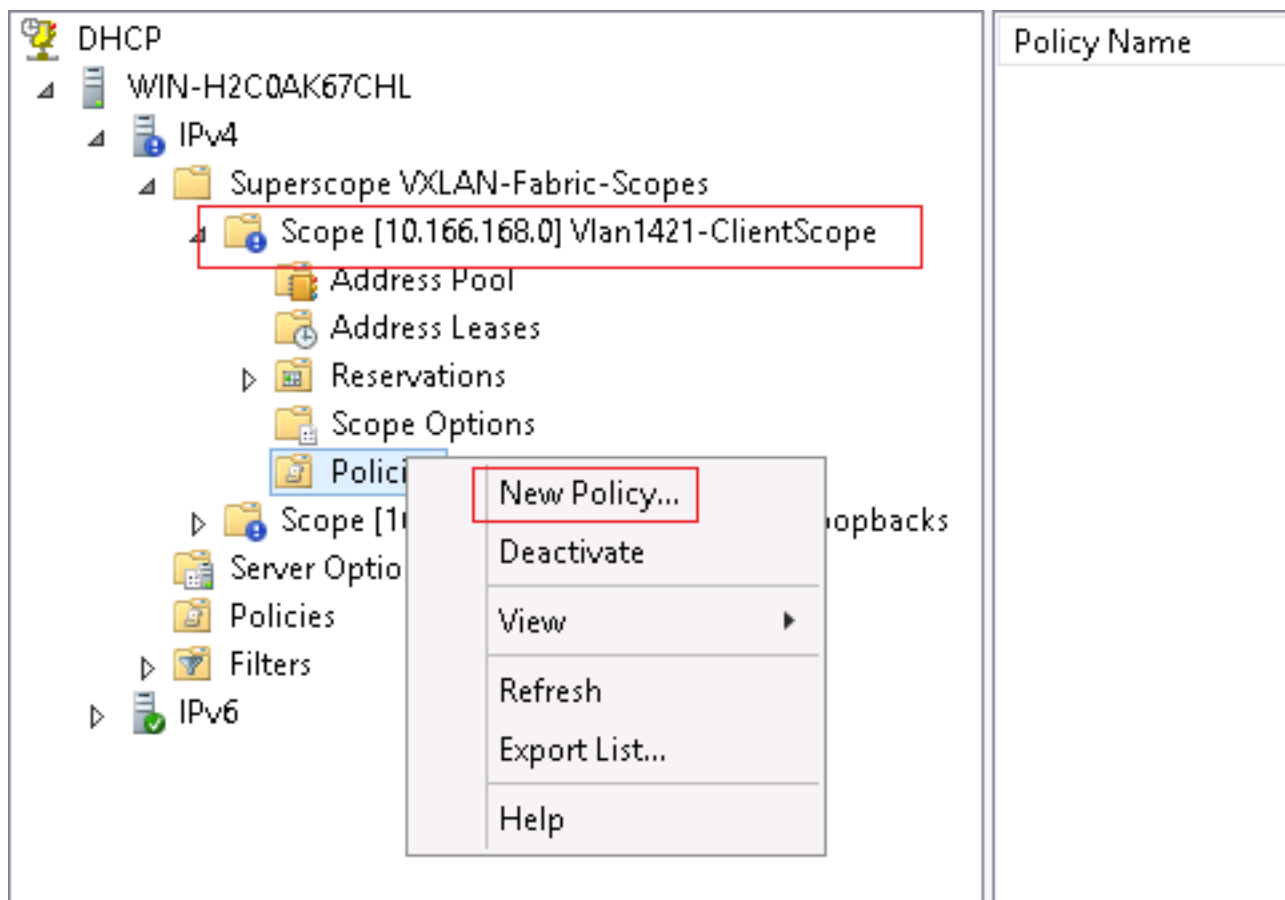 DHCP
Policy Name
WIN-H2C0AK67CHL
IPv4
Superscope VXLAN-Fabric-Scopes
Scope [10.166.168.0] Vlan1421-ClientScope
Address Pool
Address Leases
Reservations
Scope Options
Polici
New Policy...
Scope [1 opbacks
Deactivate
Server Optio
Policies
View
Filters
Refresh
IPv6
Export List...
Help